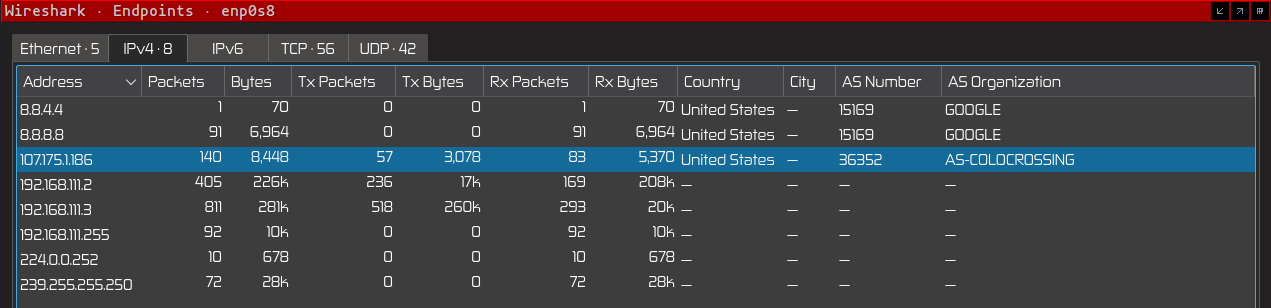 Wireshark · Endpoints · enp0s8
Ethernet · 5 IPv4 · 8 IPv6 TCP · 56 UDP · 42
Address Packets Bytes Tx Packets Tx Bytes Rx Packets Rx Bytes Country City AS Number AS Organization
8.8.4.4 1 70 0 0 1 70 United States — 15169 GOOGLE
8.8.8.8 91 6,964 0 0 91 6,964 United States — 15169 GOOGLE
107.175.1.186 140 8,448 57 3,078 83 5,370 United States — 36352 AS-COLOCROSSING
192.168.111.2 405 226k 236 17k 169 208k — — — —
192.168.111.3 811 281k 518 260k 293 20k — — — —
192.168.111.255 92 10k 0 0 92 10k — — — —
224.0.0.252 10 678 0 0 10 678 — — — —
239.255.255.250 72 28k 0 0 72 28k — — — —